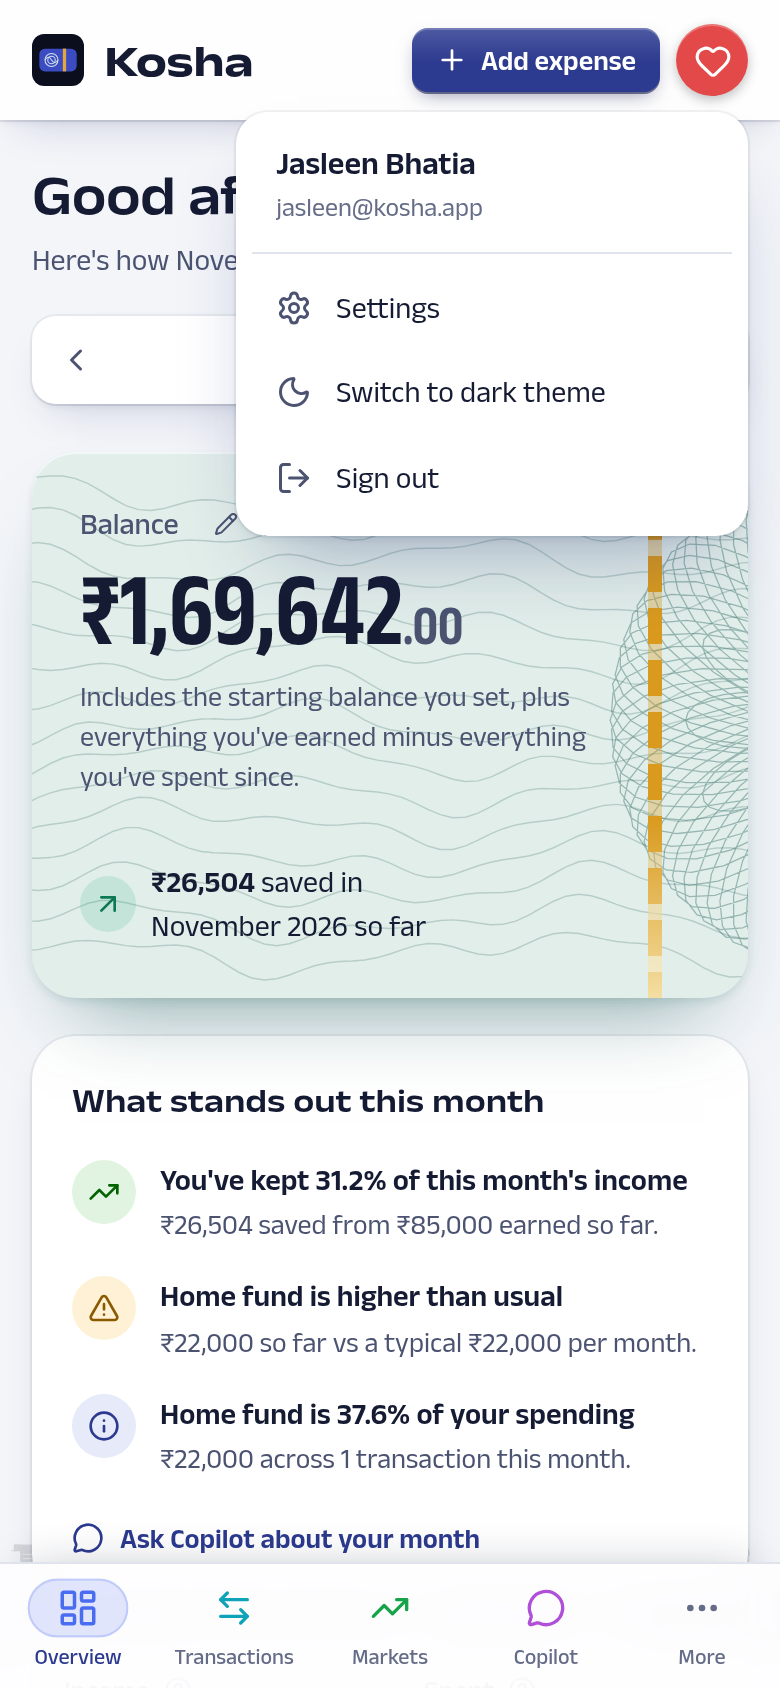 Kosha
Add expense
Jasleen Bhatia
jasleen@kosha.app
Good af
Here's how Nove
Settings
Switch to dark theme
Sign out
Balance
₹1,69,642.00
Includes the starting balance you set, plus
everything you've earned minus everything
you've spent since.
₹26,504 saved in
November 2026 so far
What stands out this month
You've kept 31.2% of this month's income
₹26,504 saved from ₹85,000 earned so far.
Home fund is higher than usual
₹22,000 so far vs a typical ₹22,000 per month.
Home fund is 37.6% of your spending
₹22,000 across 1 transaction this month.
Ask Copilot about your month
Overview
Transactions
Markets
Copilot
More